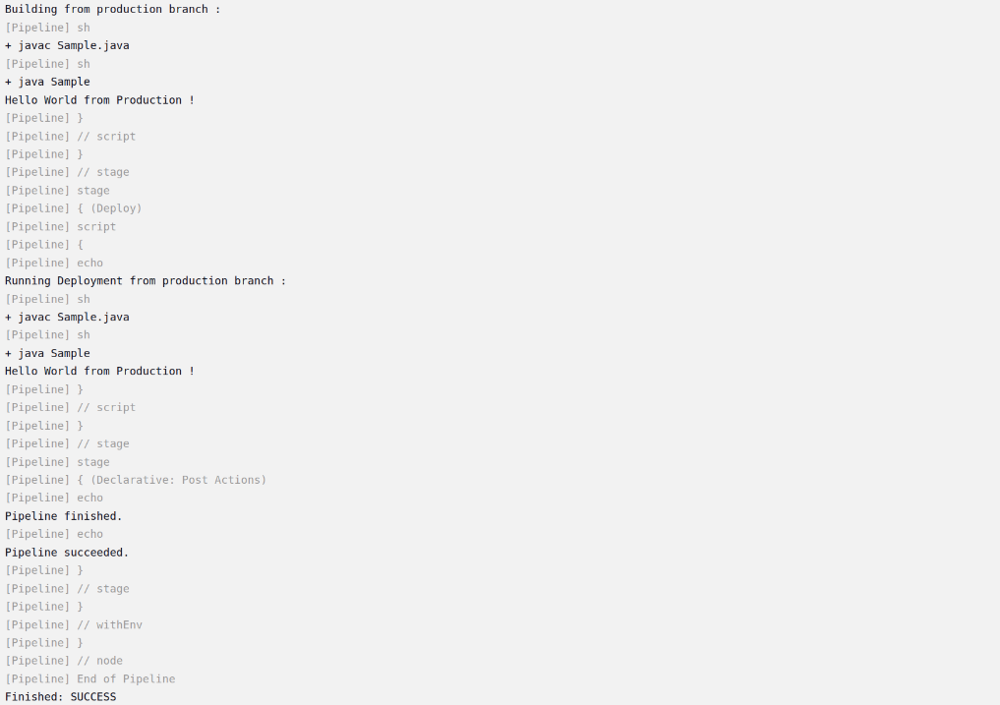 Building from production branch :
[Pipeline] sh
+ javac Sample.java
[Pipeline] sh
+ java Sample
Hello World from Production !
[Pipeline] }
[Pipeline] // script
[Pipeline] }
[Pipeline] // stage
[Pipeline] stage
[Pipeline] { (Deploy)
[Pipeline] script
[Pipeline] {
[Pipeline] echo
Running Deployment from production branch :
[Pipeline] sh
+ javac Sample.java
[Pipeline] sh
+ java Sample
Hello World from Production !
[Pipeline] }
[Pipeline] // script
[Pipeline] }
[Pipeline] // stage
[Pipeline] stage
[Pipeline] { (Declarative: Post Actions)
[Pipeline] echo
Pipeline finished.
[Pipeline] echo
Pipeline succeeded.
[Pipeline] }
[Pipeline] // stage
[Pipeline] }
[Pipeline] // withEnv
[Pipeline] }
[Pipeline] // node
[Pipeline] End of Pipeline
Finished: SUCCESS